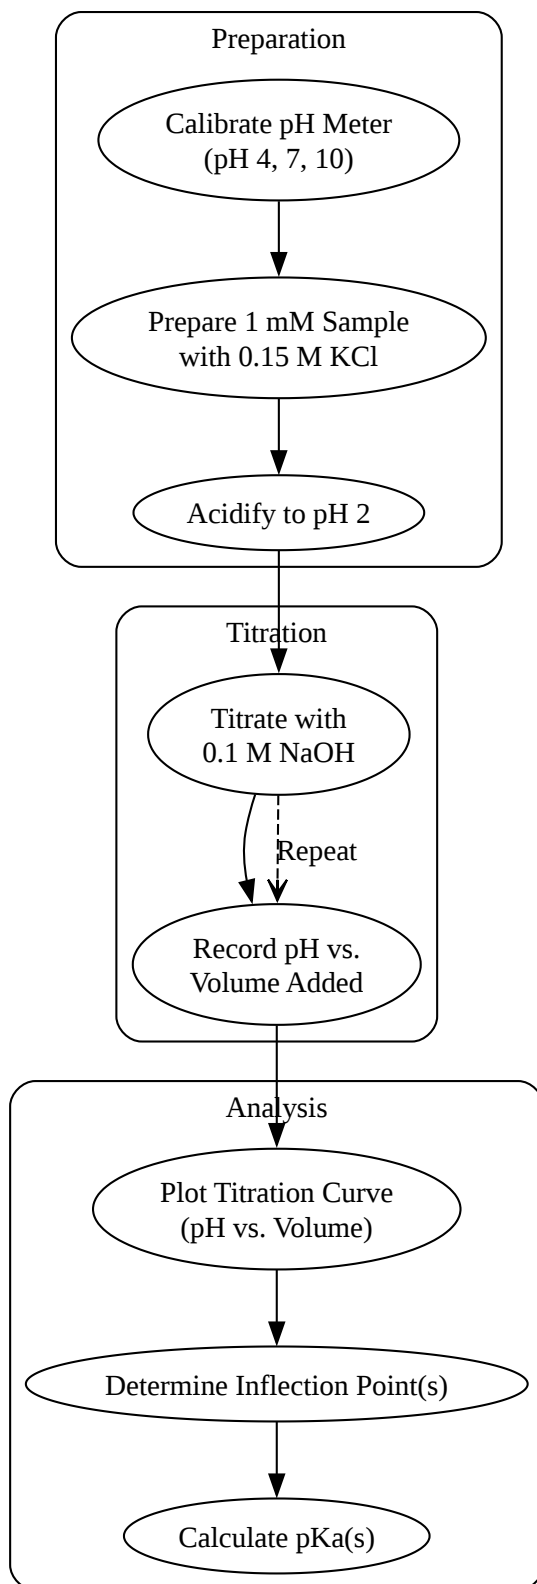 Preparation
Calibrate pH Meter
(pH 4, 7, 10)
Prepare 1 mM Sample
with 0.15 M KCl
Acidify to pH 2
Titration
Titrate with
0.1 M NaOH
Repeat
Record pH vs.
Volume Added
Analysis
Plot Titration Curve
(pH vs. Volume)
Determine Inflection Point(s)
Calculate pKa(s)